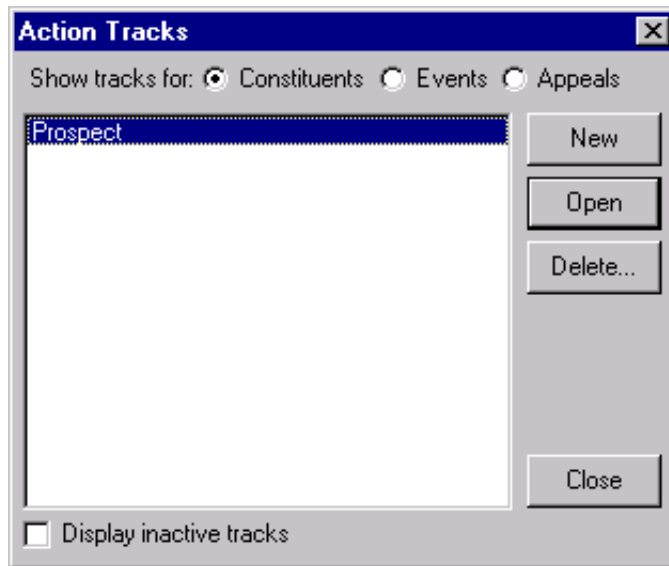 Action Tracks
Show tracks for: Constituents Events Appeals
Prospect
New
Open
Delete...
Close
Display inactive tracks